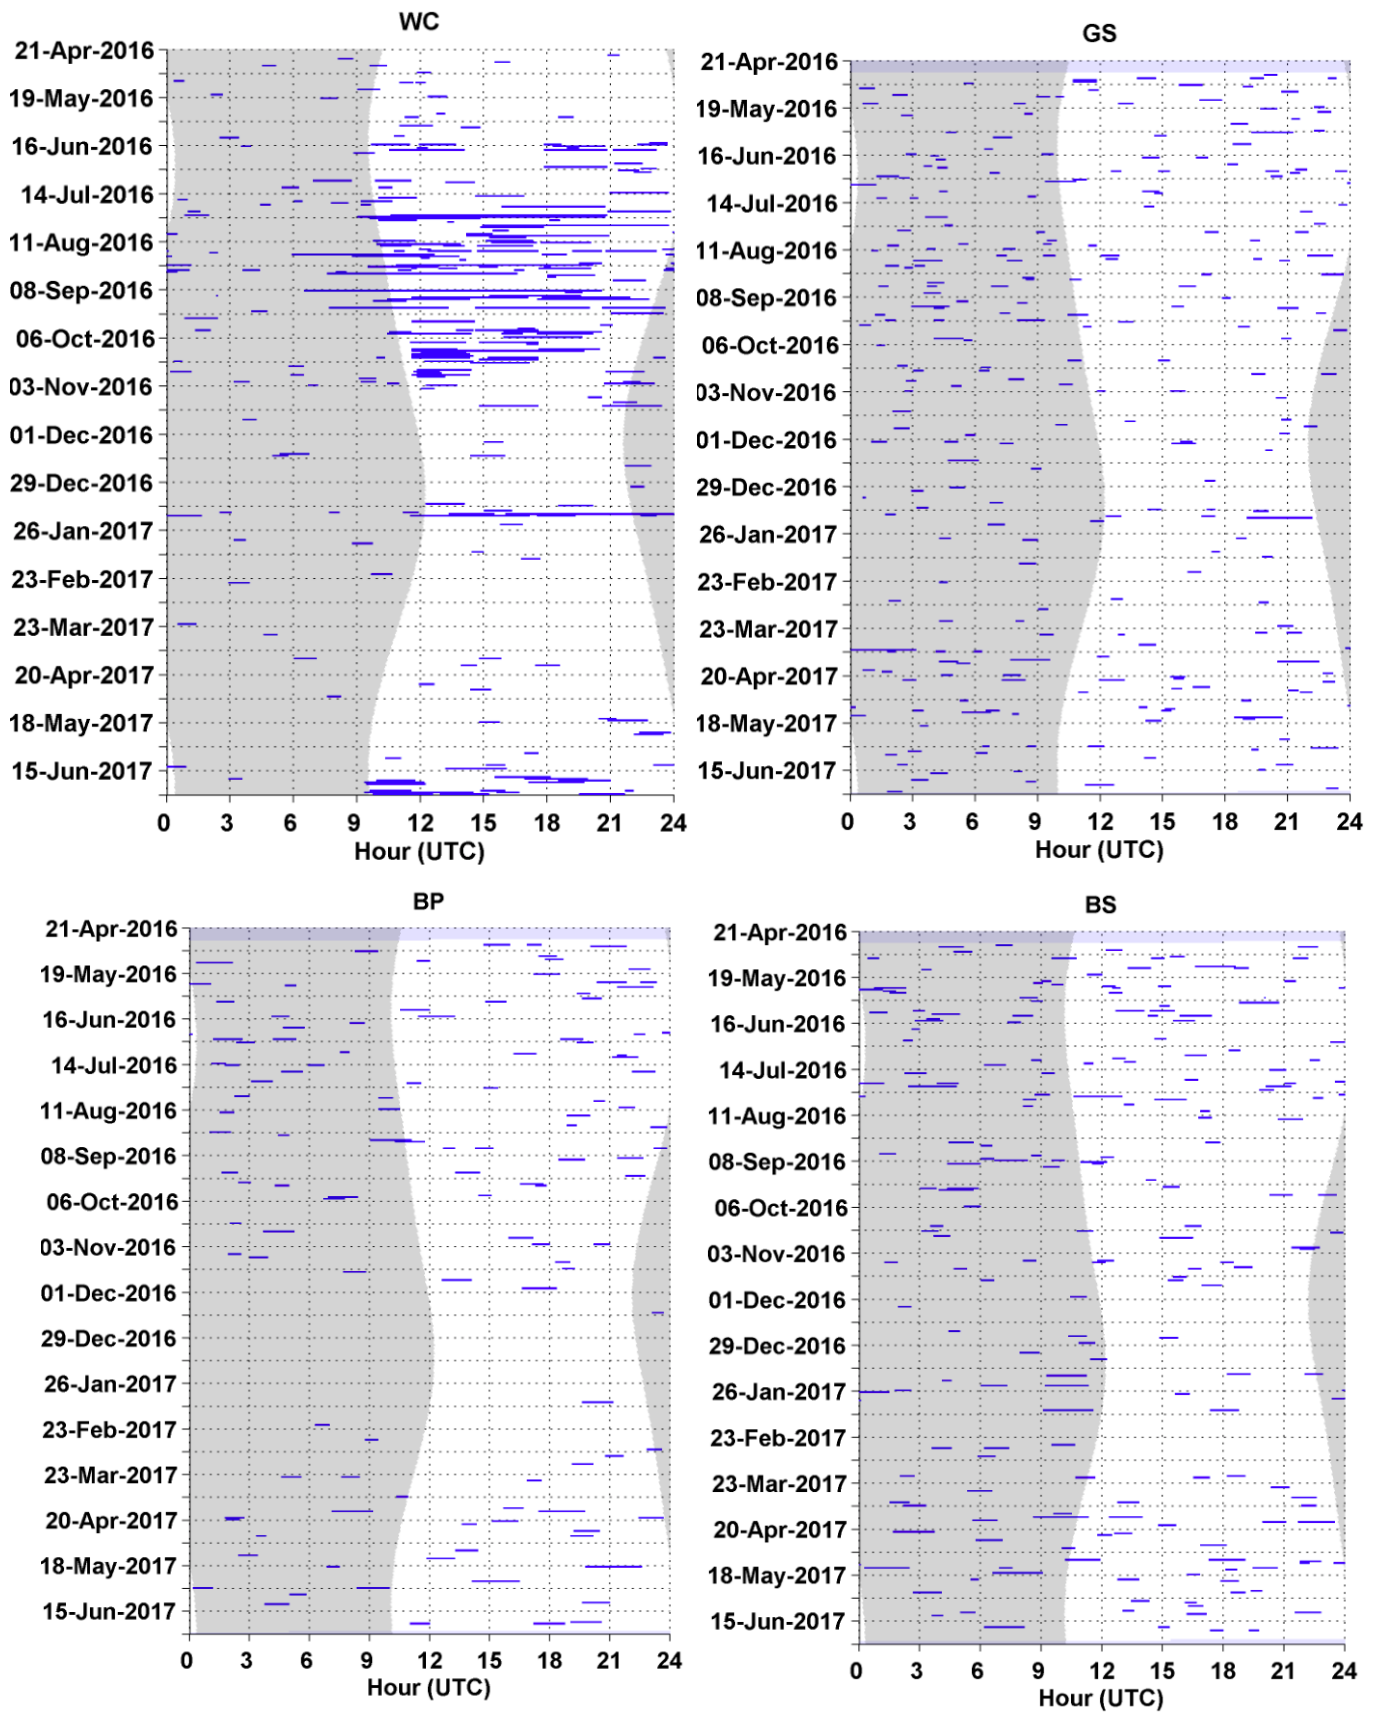 WC
21-Apr-2016
19-May-2016
16-Jun-2016
14-Jul-2016
11-Aug-2016
08-Sep-2016
06-Oct-2016
03-Nov-2016
01-Dec-2016
29-Dec-2016
26-Jan-2017
23-Feb-2017
23-Mar-2017
20-Apr-2017
18-May-2017
15-Jun-2017
0 3 6 9 12 15 18 21 24
Hour (UTC)
GS
21-Apr-2016
19-May-2016
16-Jun-2016
14-Jul-2016
11-Aug-2016
08-Sep-2016
06-Oct-2016
03-Nov-2016
01-Dec-2016
29-Dec-2016
26-Jan-2017
23-Feb-2017
23-Mar-2017
20-Apr-2017
18-May-2017
15-Jun-2017
0 3 6 9 12 15 18 21 24
Hour (UTC)
BP
21-Apr-2016
19-May-2016
16-Jun-2016
14-Jul-2016
11-Aug-2016
08-Sep-2016
06-Oct-2016
03-Nov-2016
01-Dec-2016
29-Dec-2016
26-Jan-2017
23-Feb-2017
23-Mar-2017
20-Apr-2017
18-May-2017
15-Jun-2017
0 3 6 9 12 15 18 21 24
Hour (UTC)
BS
21-Apr-2016
19-May-2016
16-Jun-2016
14-Jul-2016
11-Aug-2016
08-Sep-2016
06-Oct-2016
03-Nov-2016
01-Dec-2016
29-Dec-2016
26-Jan-2017
23-Feb-2017
23-Mar-2017
20-Apr-2017
18-May-2017
15-Jun-2017
0 3 6 9 12 15 18 21 24
Hour (UTC)